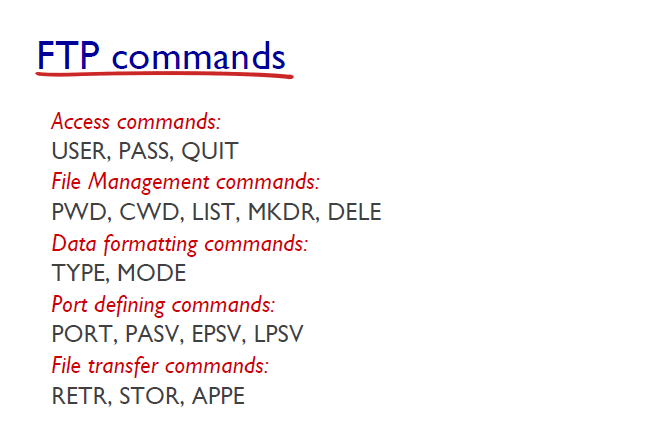 FTP commands
Access commands:
USER, PASS, QUIT
File Management commands:
PWD, CWD, LIST, MKDR, DELE
Data formatting commands:
TYPE, MODE
Port defining commands:
PORT, PASV, EPSV, LPSV
File transfer commands:
RETR, STOR, APPE